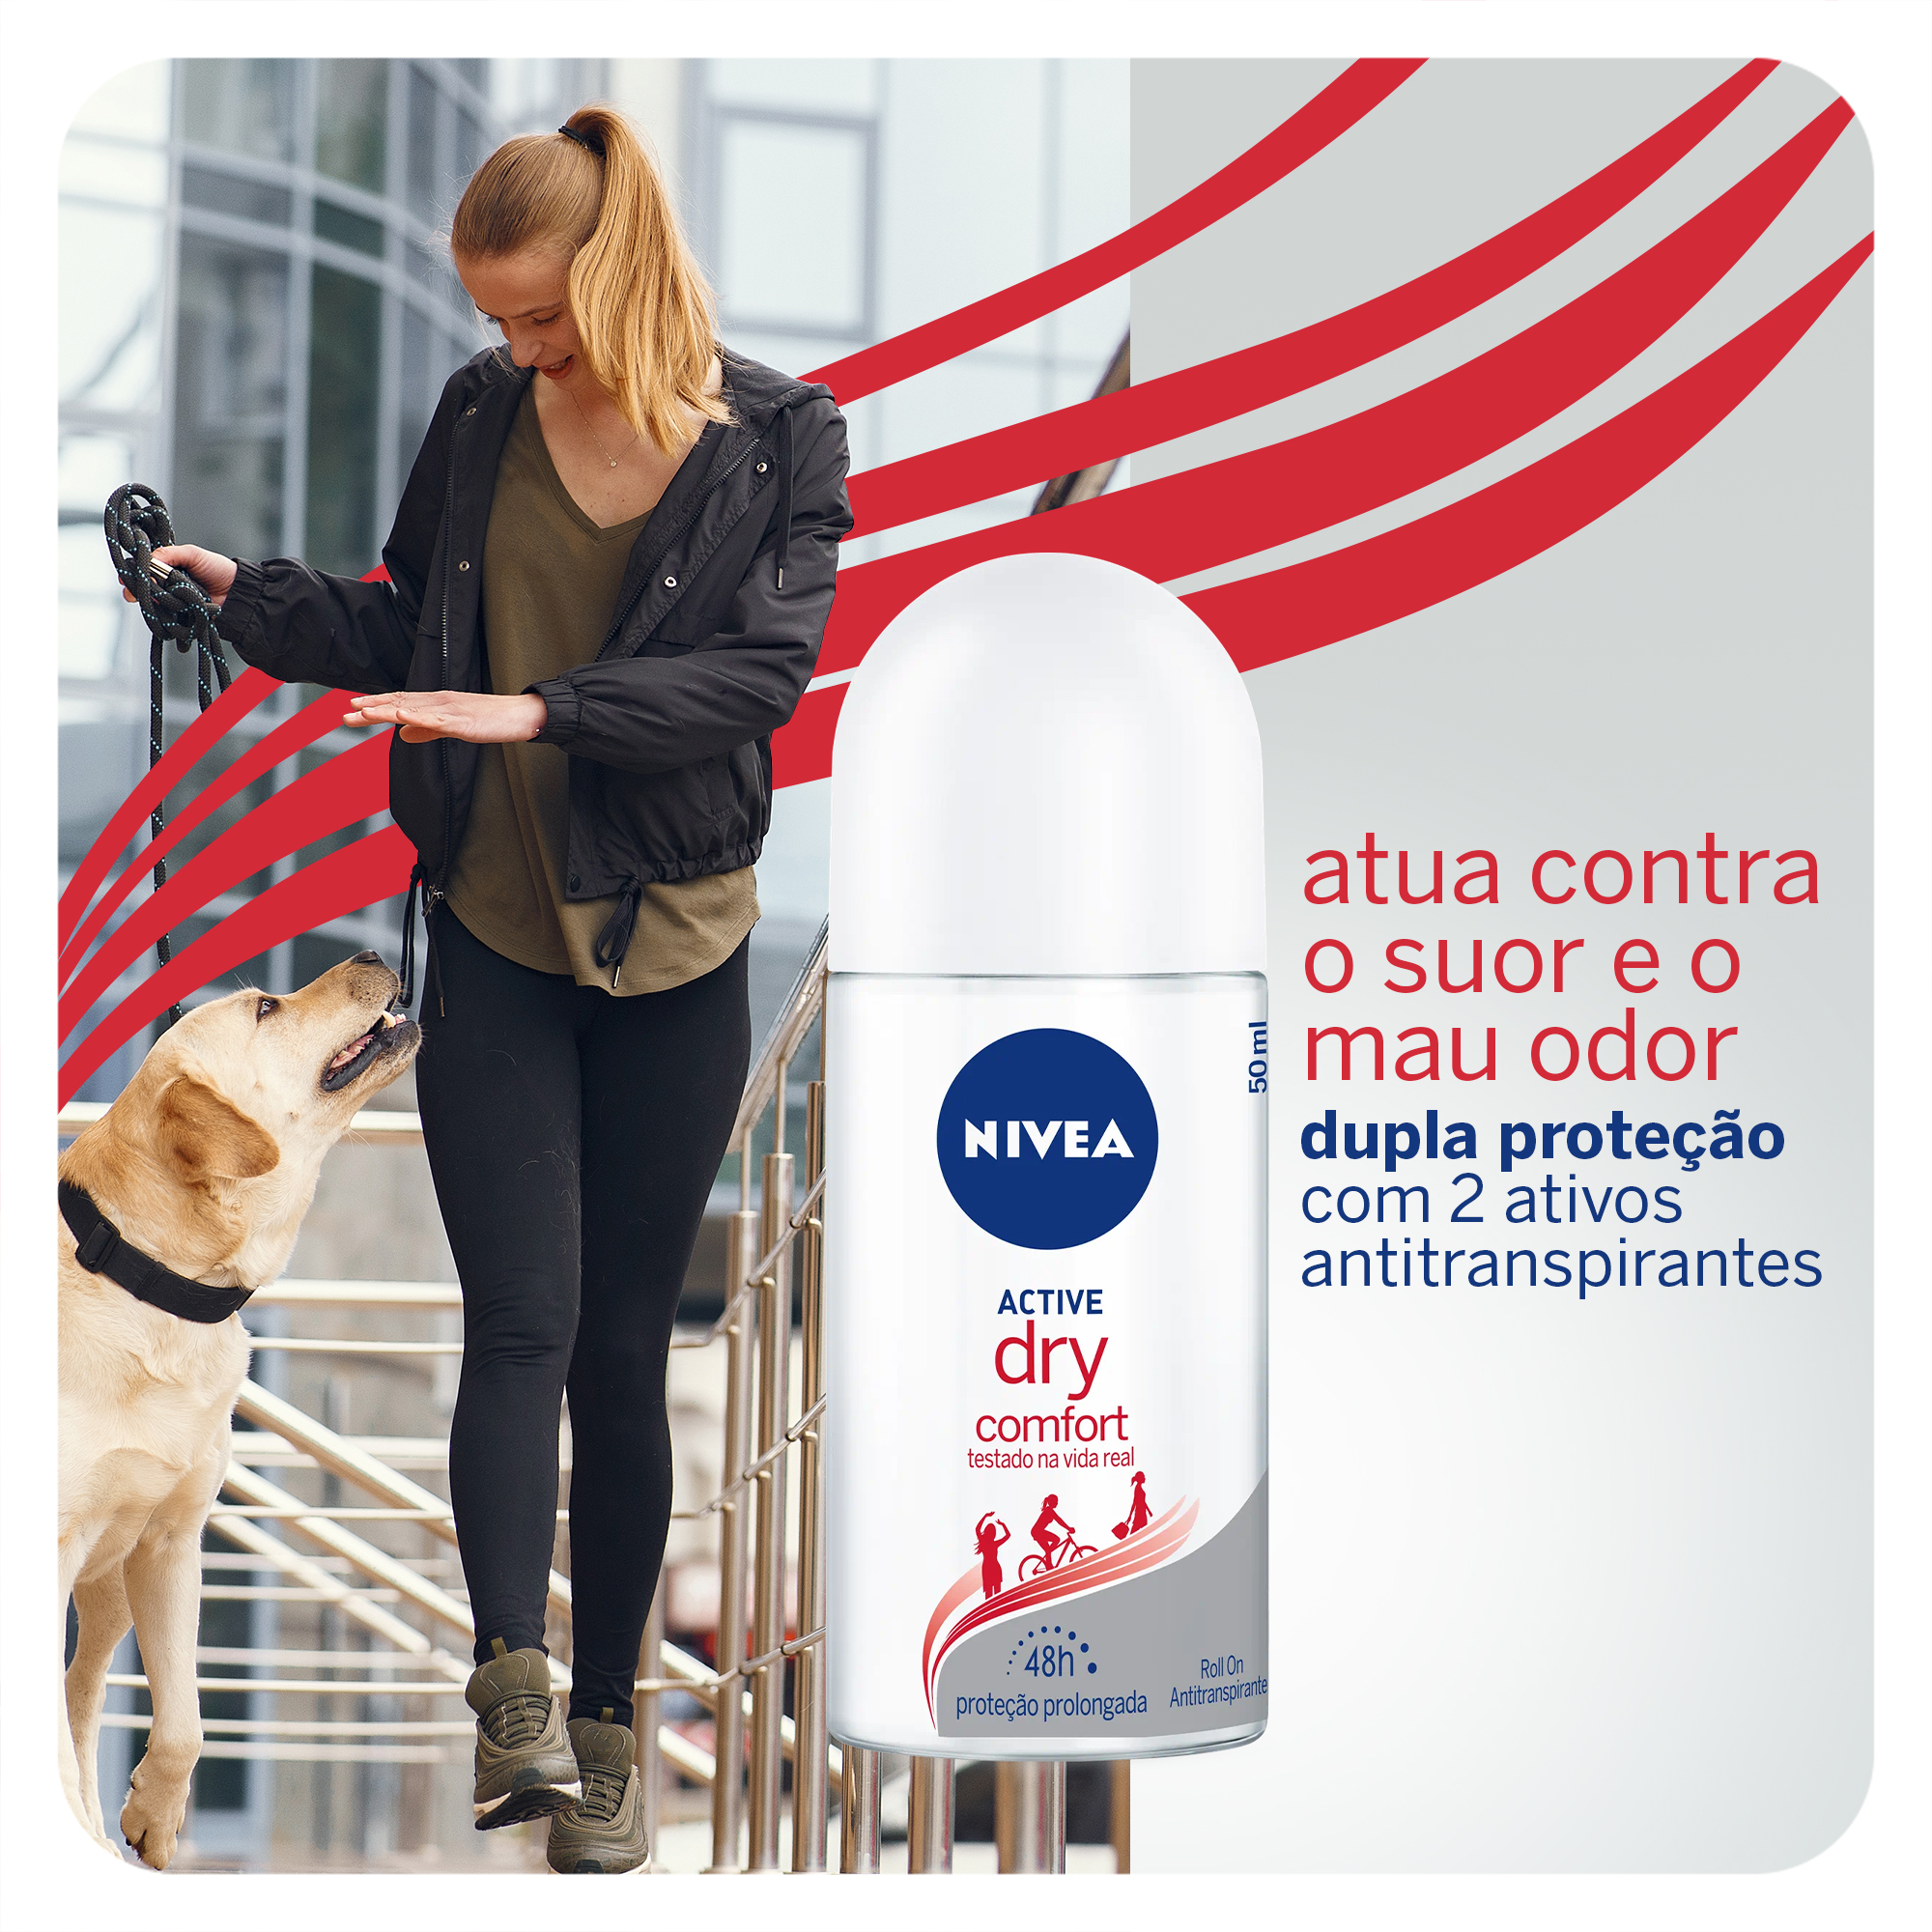 atua contra
o suor e o
mau odor
dupla proteção
com 2 ativos
antitranspirantes
50 ml
NIVEA
ACTIVE
dry
comfort
testado na vida real
48h
proteção prolongada
Roll On
Antitranspirante